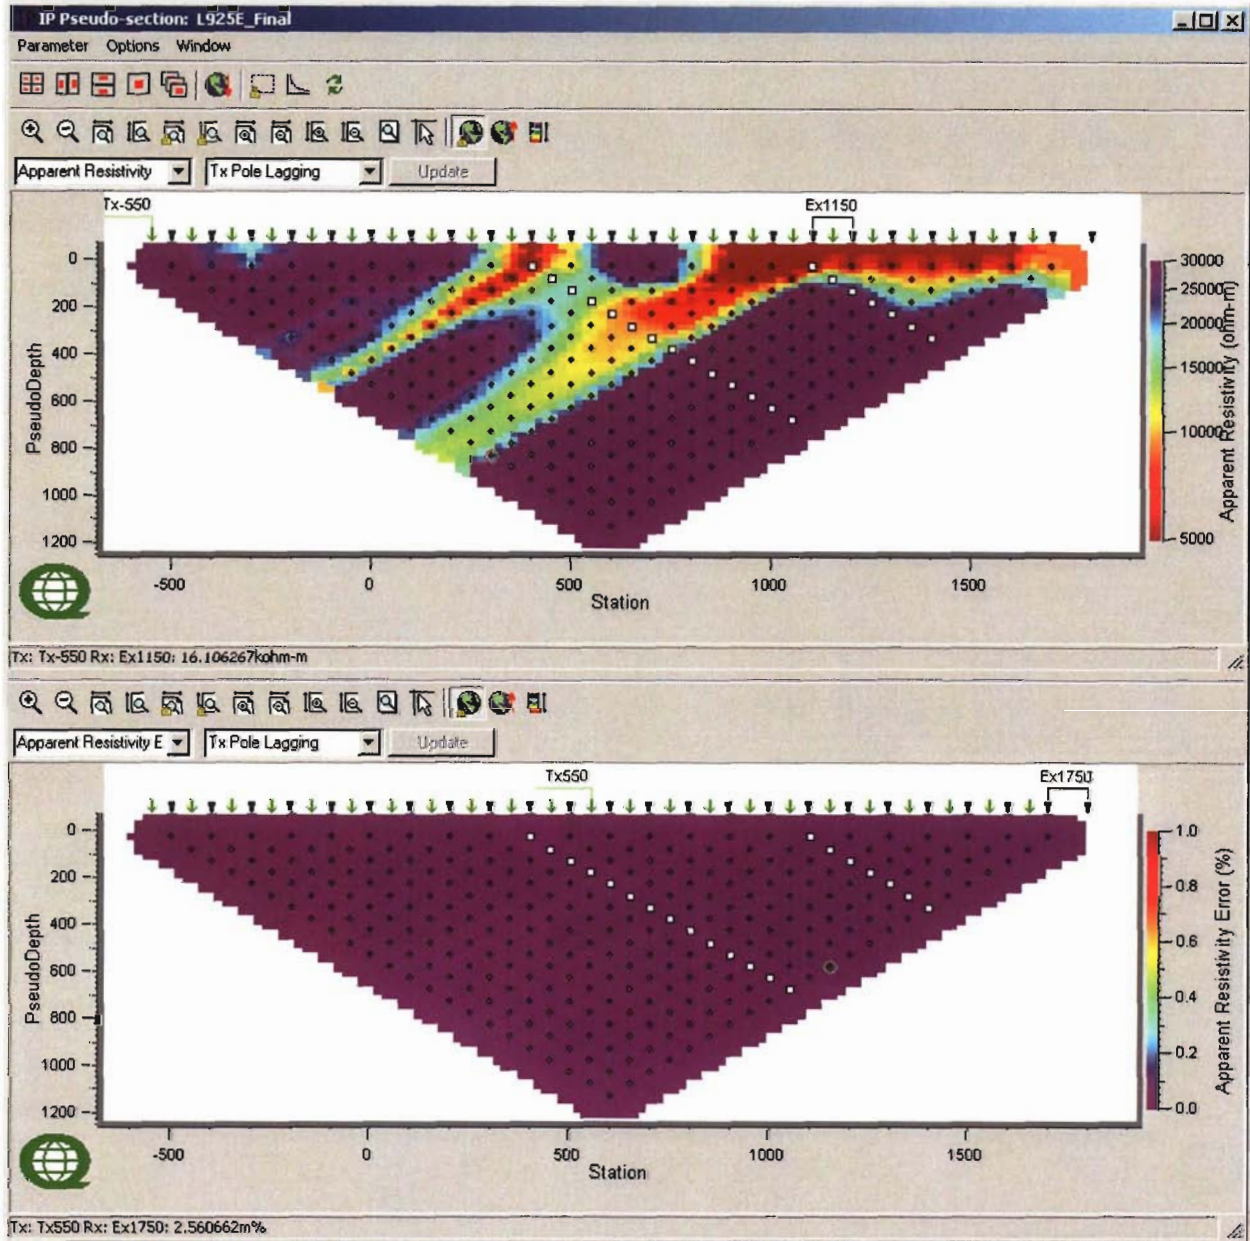 IP Pseudo-section: L925E_Final
Parameter Options Window
Apparent Resistivity Tx Pole Lagging Update
Tx-550 Ex1150
0
200
400
600
800
1000
1200
PseudoDepth
-500 0 500 1000 1500
Station
30000
25000
20000
15000
10000
5000
Apparent Resistivity (ohm-m)
Tx: Tx-550 Rx: Ex1150: 16.106267kohm-m
Apparent Resistivity E Tx Pole Lagging Update
Tx550 Ex1750
0
200
400
600
800
1000
1200
PseudoDepth
-500 0 500 1000 1500
Station
1.0
0.8
0.6
0.4
0.2
0.0
Apparent Resistivity Error (%)
Tx: Tx550 Rx: Ex1750: 2.560662m%